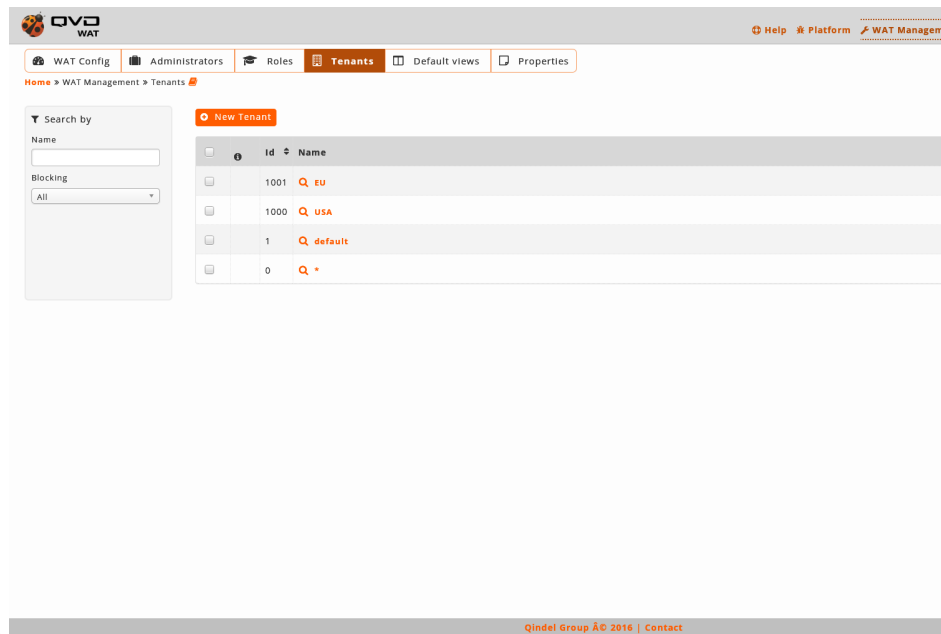 QVD
WAT
Help Platform WAT Managem
WAT Config Administrators Roles Tenants Default views Properties
Home » WAT Management » Tenants
Search by
Name
Blocking
All
New Tenant
Id Name
1001 EU
1000 USA
1 default
0 *
Qindel Group Â© 2016 | Contact